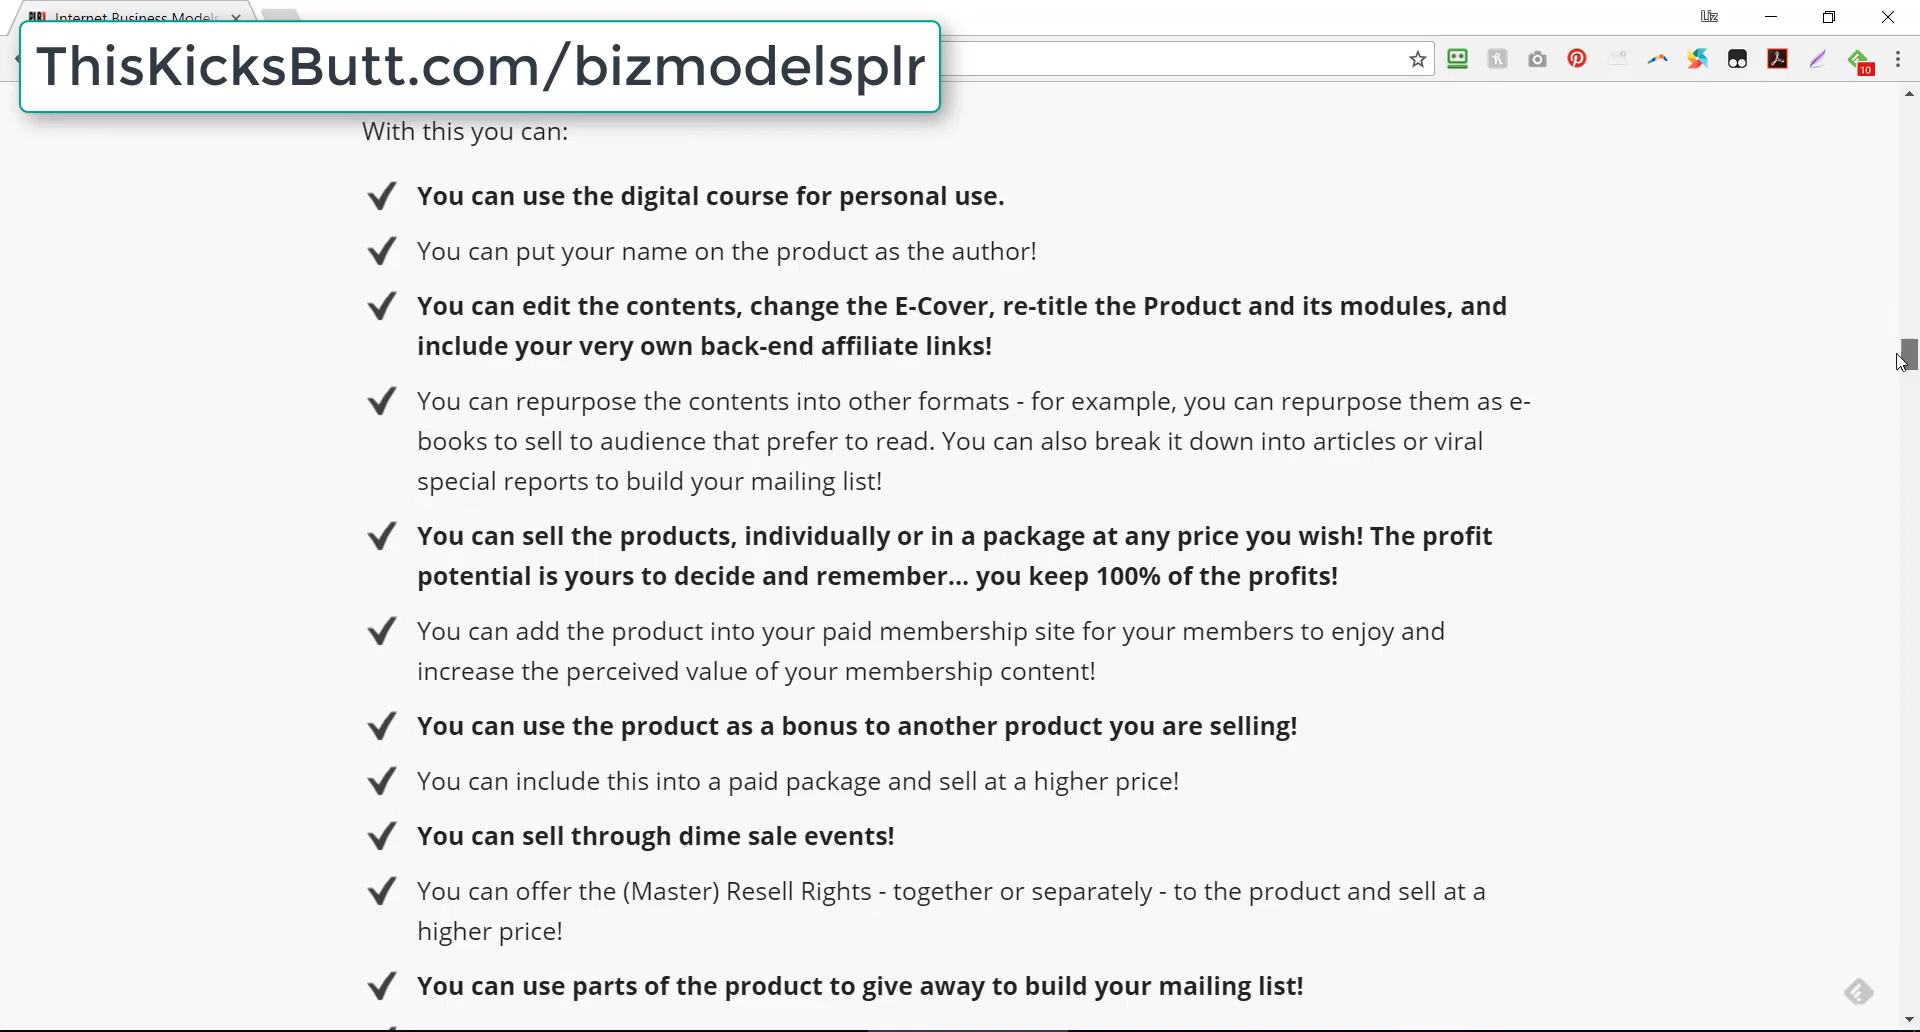 Internet Business Models
Liz
ThisKicksButt.com/bizmodelsplr
10
With this you can:
You can use the digital course for personal use.
You can put your name on the product as the author!
You can edit the contents, change the E-Cover, re-title the Product and its modules, and
include your very own back-end affiliate links!
You can repurpose the contents into other formats - for example, you can repurpose them as e-
books to sell to audience that prefer to read. You can also break it down into articles or viral
special reports to build your mailing list!
You can sell the products, individually or in a package at any price you wish! The profit
potential is yours to decide and remember... you keep 100% of the profits!
You can add the product into your paid membership site for your members to enjoy and
increase the perceived value of your membership content!
You can use the product as a bonus to another product you are selling!
You can include this into a paid package and sell at a higher price!
You can sell through dime sale events!
You can offer the (Master) Resell Rights - together or separately - to the product and sell at a
higher price!
You can use parts of the product to give away to build your mailing list!